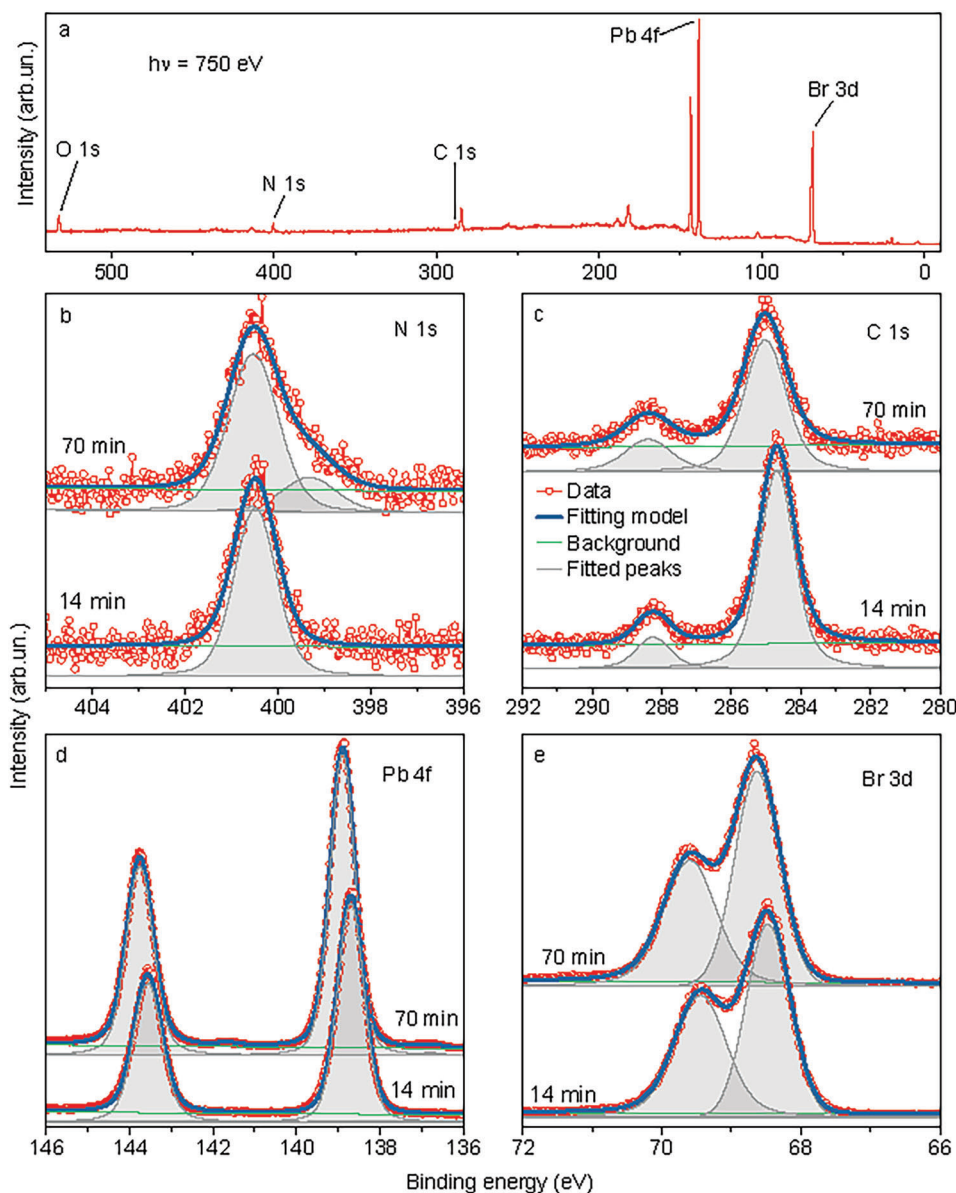 a
hν = 750 eV
Pb 4f
Br 3d
O 1s
N 1s
C 1s
Intensity (arb.un.)
500 400 300 200 100 0
b N 1s
70 min
14 min
404 402 400 398 396
c C 1s
70 min
Data
Fitting model
Background
Fitted peaks
14 min
292 290 288 286 284 282 280
Intensity (arb.un.)
d Pb 4f
70 min
14 min
146 144 142 140 138 136
e Br 3d
70 min
14 min
72 70 68 66
Binding energy (eV)